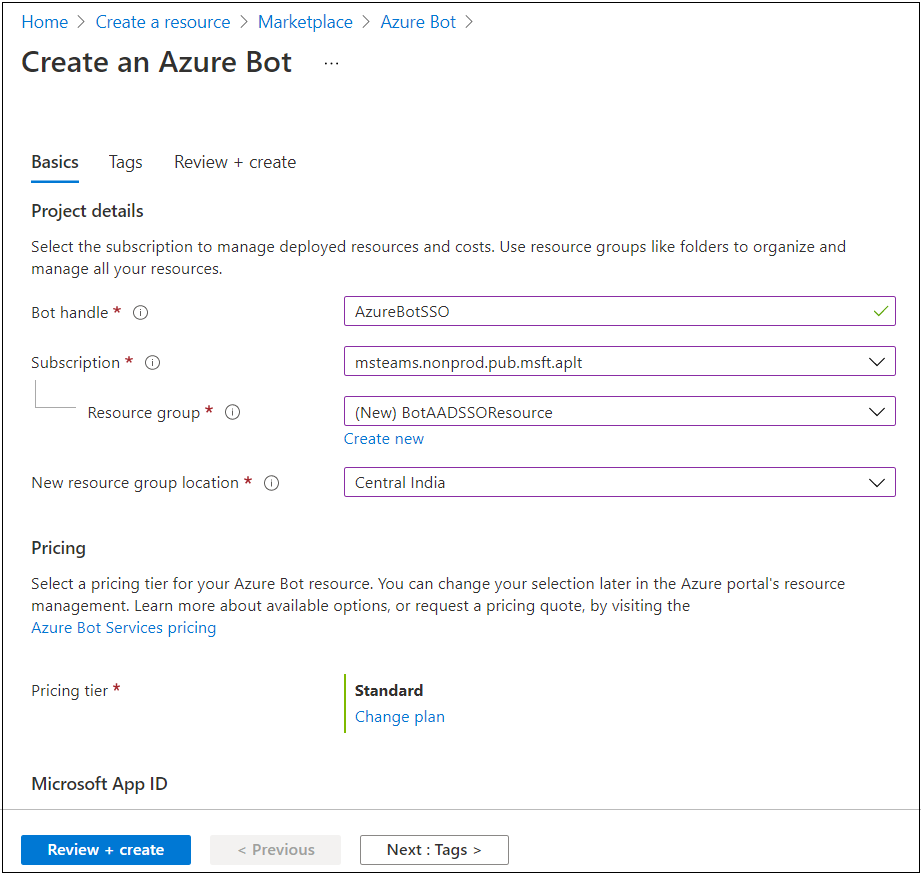 Home > Create a resource > Marketplace > Azure Bot >
Create an Azure Bot ...
Basics Tags Review + create
Project details
Select the subscription to manage deployed resources and costs. Use resource groups like folders to organize and
manage all your resources.
Bot handle * AzureBotSSO
Subscription * msteams.nonprod.pub.msft.aplt
Resource group * (New) BotAADSSOResource
Create new
New resource group location * Central India
Pricing
Select a pricing tier for your Azure Bot resource. You can change your selection later in the Azure portal's resource
management. Learn more about available options, or request a pricing quote, by visiting the
Azure Bot Services pricing
Pricing tier * Standard
Change plan
Microsoft App ID
Review + create < Previous Next : Tags >